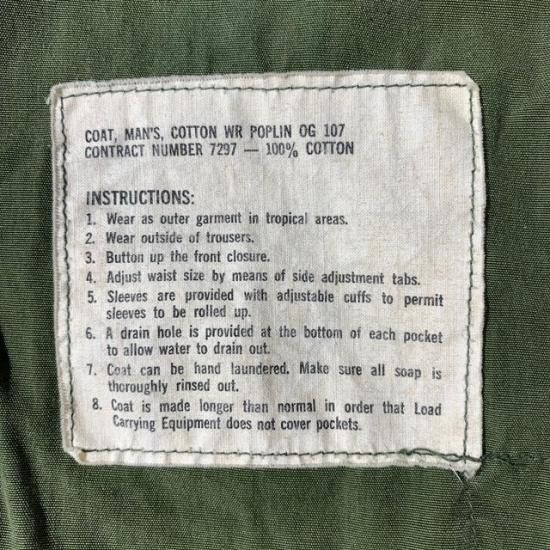 COAT, MAN'S, COTTON WR POPLIN OG 107
CONTRACT NUMBER 7297 — 100% COTTON
INSTRUCTIONS:
1. Wear as outer garment in tropical areas.
2. Wear outside of trousers.
3. Button up the front closure.
4. Adjust waist size by means of side adjustment tabs.
5. Sleeves are provided with adjustable cuffs to permit
sleeves to be rolled up.
6. A drain hole is provided at the bottom of each pocket
to allow water to drain out.
7. Coat can be hand laundered. Make sure all soap is
thoroughly rinsed out.
8. Coat is made longer than normal in order that Load
Carrying Equipment does not cover pockets.